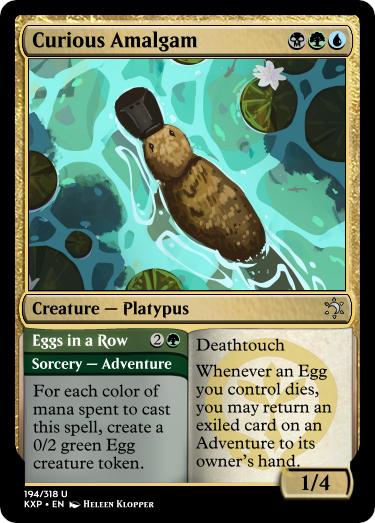 Curious Amalgam
Creature — Platypus
Eggs in a Row 2
Sorcery — Adventure
For each color of
mana spent to cast
this spell, create a
0/2 green Egg
creature token.
Deathtouch
Whenever an Egg
you control dies,
you may return an
exiled card on an
Adventure to its
owner's hand.
1/4
194/318 U
KXP • EN Heleen Klopper